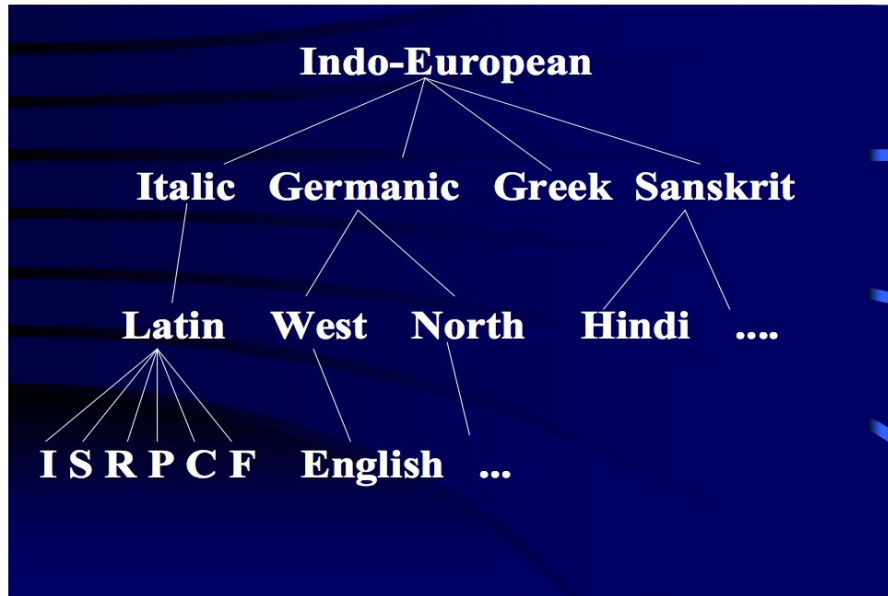 Indo-European
Italic Germanic Greek Sanskrit
Latin West North Hindi ....
I S R P C F English ...